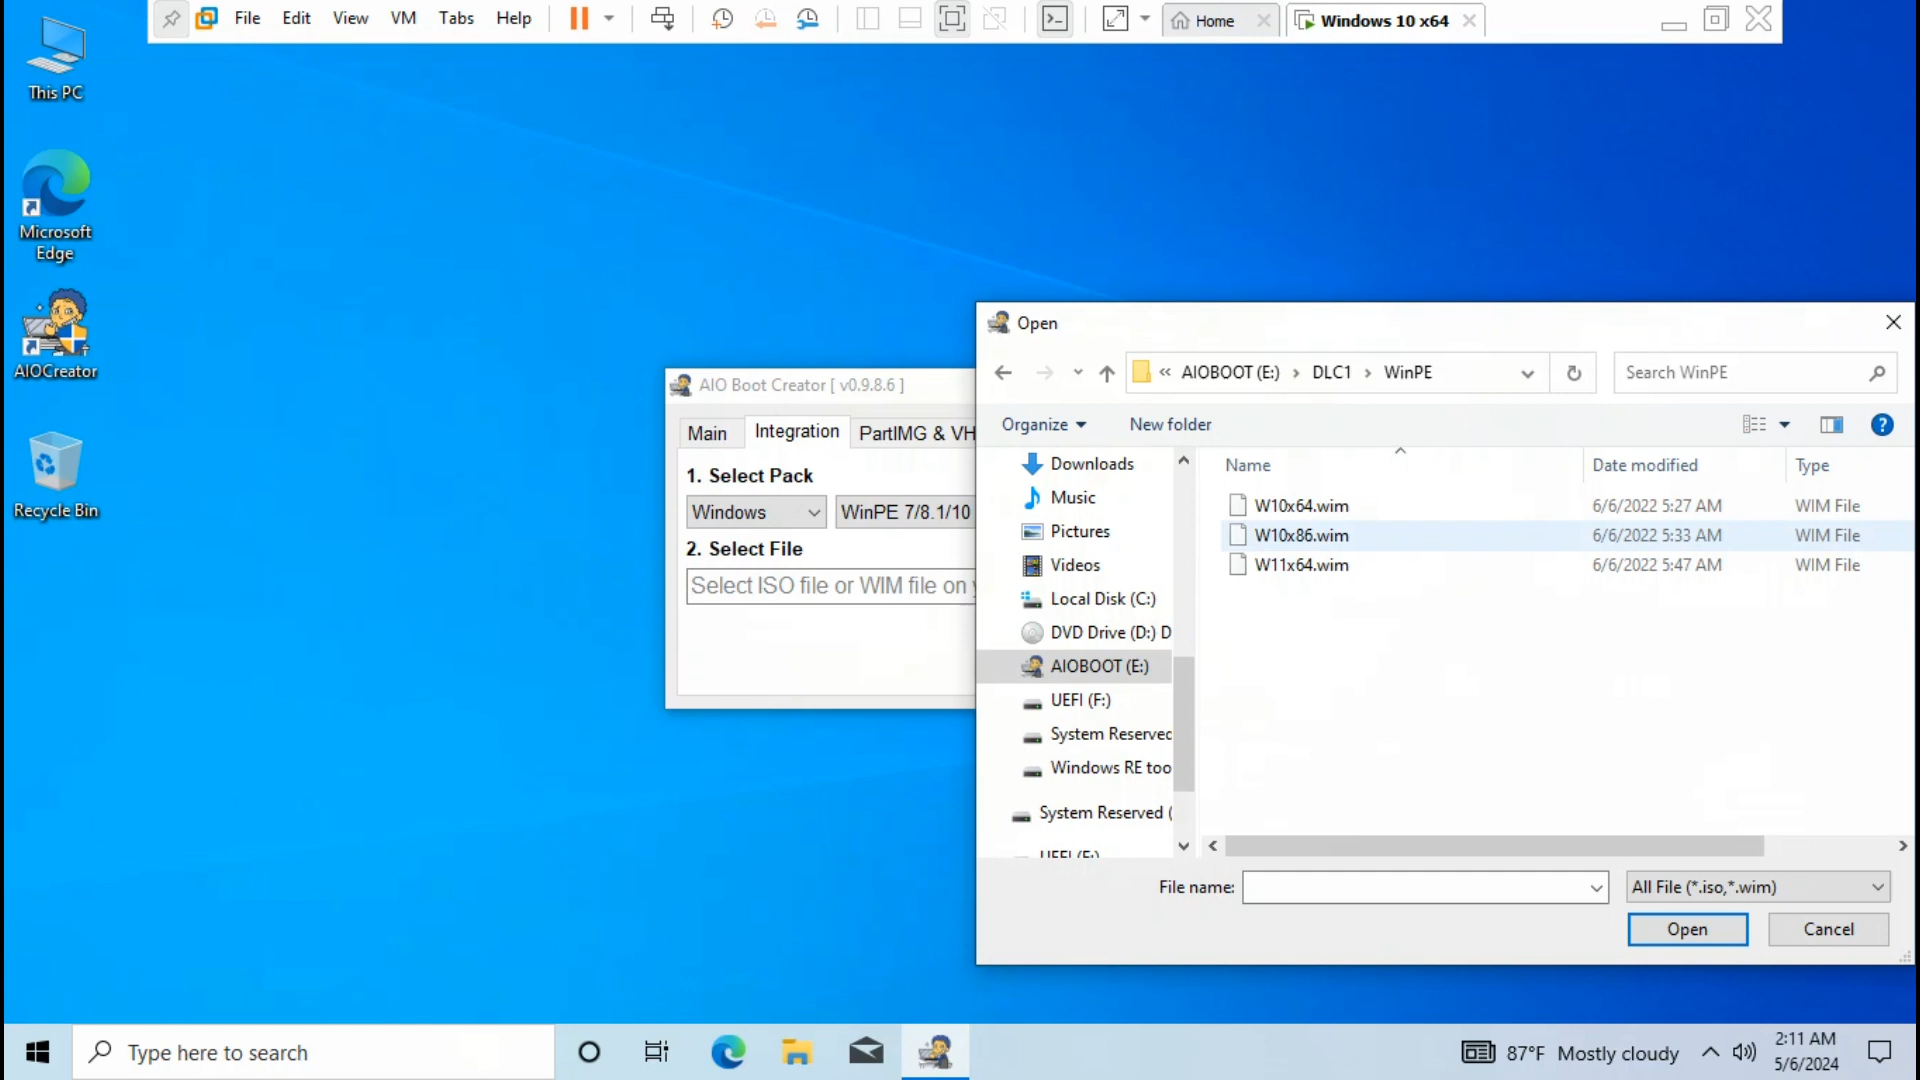 File Edit View VM Tabs Help Home Windows 10 x64
This PC
Microsoft
Edge
AIOCreator
Recycle Bin
AIO Boot Creator [ v0.9.8.6 ]
Main Integration PartIMG & VH
1. Select Pack
Windows WinPE 7/8.1/10
2. Select File
Select ISO file or WIM file on
Open
« AIOBOOT (E:) › DLC1 › WinPE Search WinPE
Organize New folder
Downloads
Music
Pictures
Videos
Local Disk (C:)
DVD Drive (D:) D
AIOBOOT (E:)
UEFI (F:)
System Reserved
Windows RE too
System Reserved (
Name Date modified Type
W10x64.wim 6/6/2022 5:27 AM WIM File
W10x86.wim 6/6/2022 5:33 AM WIM File
W11x64.wim 6/6/2022 5:47 AM WIM File
File name: All File (*.iso,*.wim)
Open Cancel
Type here to search
87°F Mostly cloudy
2:11 AM
5/6/2024